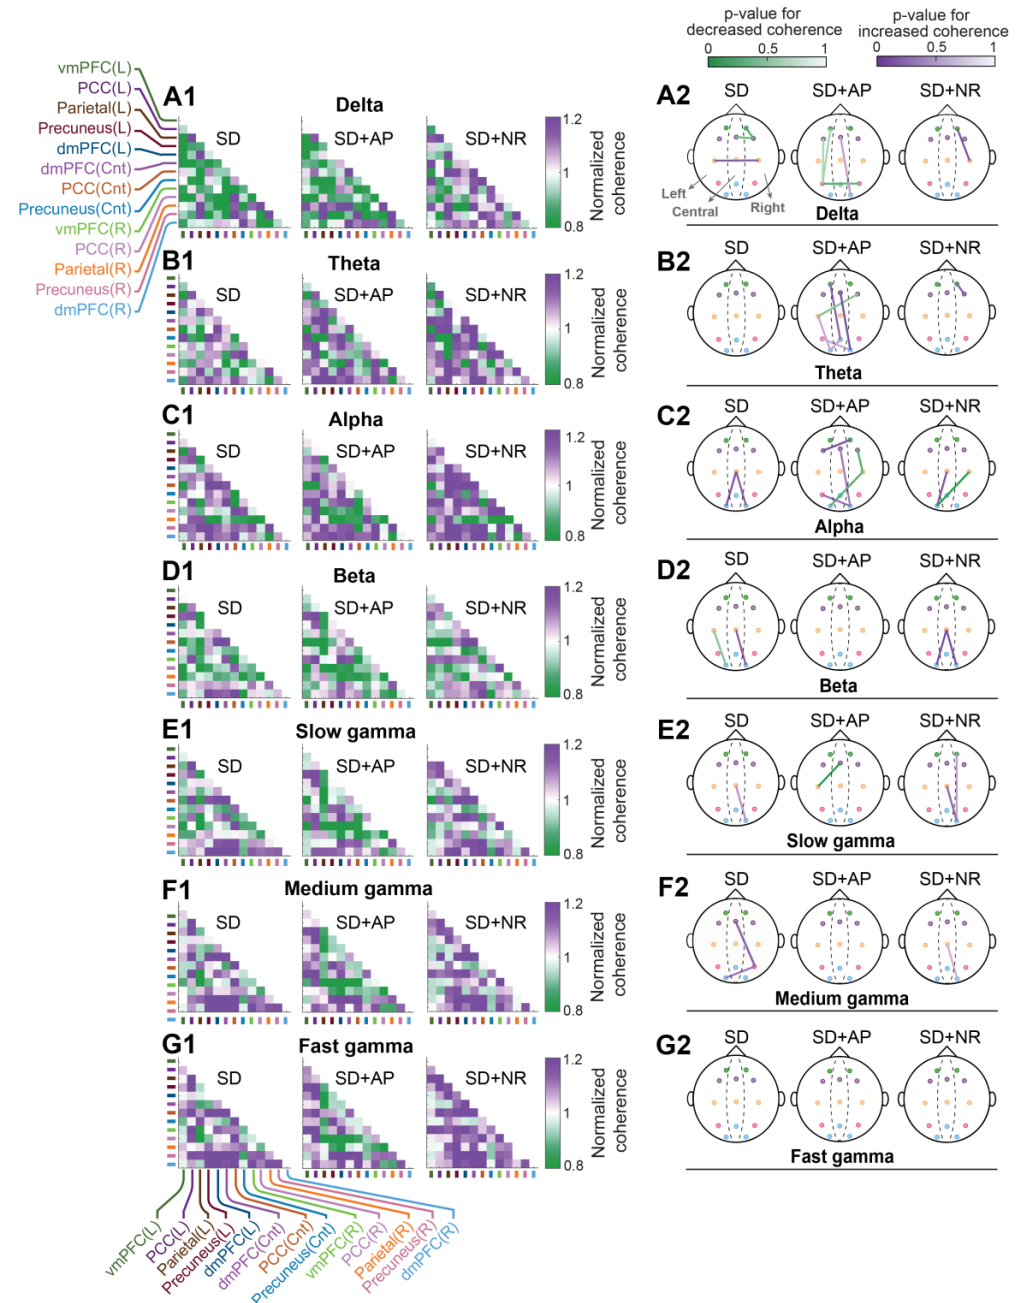 p-value for
decreased coherence
0 0.5 1
p-value for
increased coherence
0 0.5 1
vmPFC(L)
PCC(L)
Parietal(L)
Precuneus(L)
dmPFC(L)
dmPFC(Cnt)
PCC(Cnt)
Precuneus(Cnt)
vmPFC(R)
PCC(R)
Parietal(R)
Precuneus(R)
dmPFC(R)
A1
Delta
SD
SD+AP
SD+NR
1.2
1
0.8
Normalized
coherence
A2
SD
SD+AP
SD+NR
Left
Central
Right
Delta
B1
Theta
SD
SD+AP
SD+NR
1.2
1
0.8
Normalized
coherence
B2
SD
SD+AP
SD+NR
Theta
C1
Alpha
SD
SD+AP
SD+NR
1.2
1
0.8
Normalized
coherence
C2
SD
SD+AP
SD+NR
Alpha
D1
Beta
SD
SD+AP
SD+NR
1.2
1
0.8
Normalized
coherence
D2
SD
SD+AP
SD+NR
Beta
E1
Slow gamma
SD
SD+AP
SD+NR
1.2
1
0.8
Normalized
coherence
E2
SD
SD+AP
SD+NR
Slow gamma
F1
Medium gamma
SD
SD+AP
SD+NR
1.2
1
0.8
Normalized
coherence
F2
SD
SD+AP
SD+NR
Medium gamma
G1
Fast gamma
SD
SD+AP
SD+NR
1.2
1
0.8
Normalized
coherence
G2
SD
SD+AP
SD+NR
Fast gamma
vmPFC(L)
PCC(L)
Parietal(L)
Precuneus(L)
dmPFC(L)
dmPFC(Cnt)
PCC(Cnt)
Precuneus(Cnt)
vmPFC(R)
PCC(R)
Parietal(R)
Precuneus(R)
dmPFC(R)